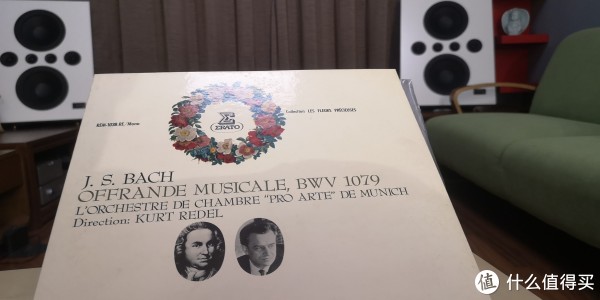 Collection LES FLEURS PRÉCIEUSES
ERATO
J. S. BACH
OFFRANDE MUSICALE, BWV 1079
L'ORCHESTRE DE CHAMBRE "PRO ARTE" DE MUNICH
Direction: KURT REDEL
值 什么值得买